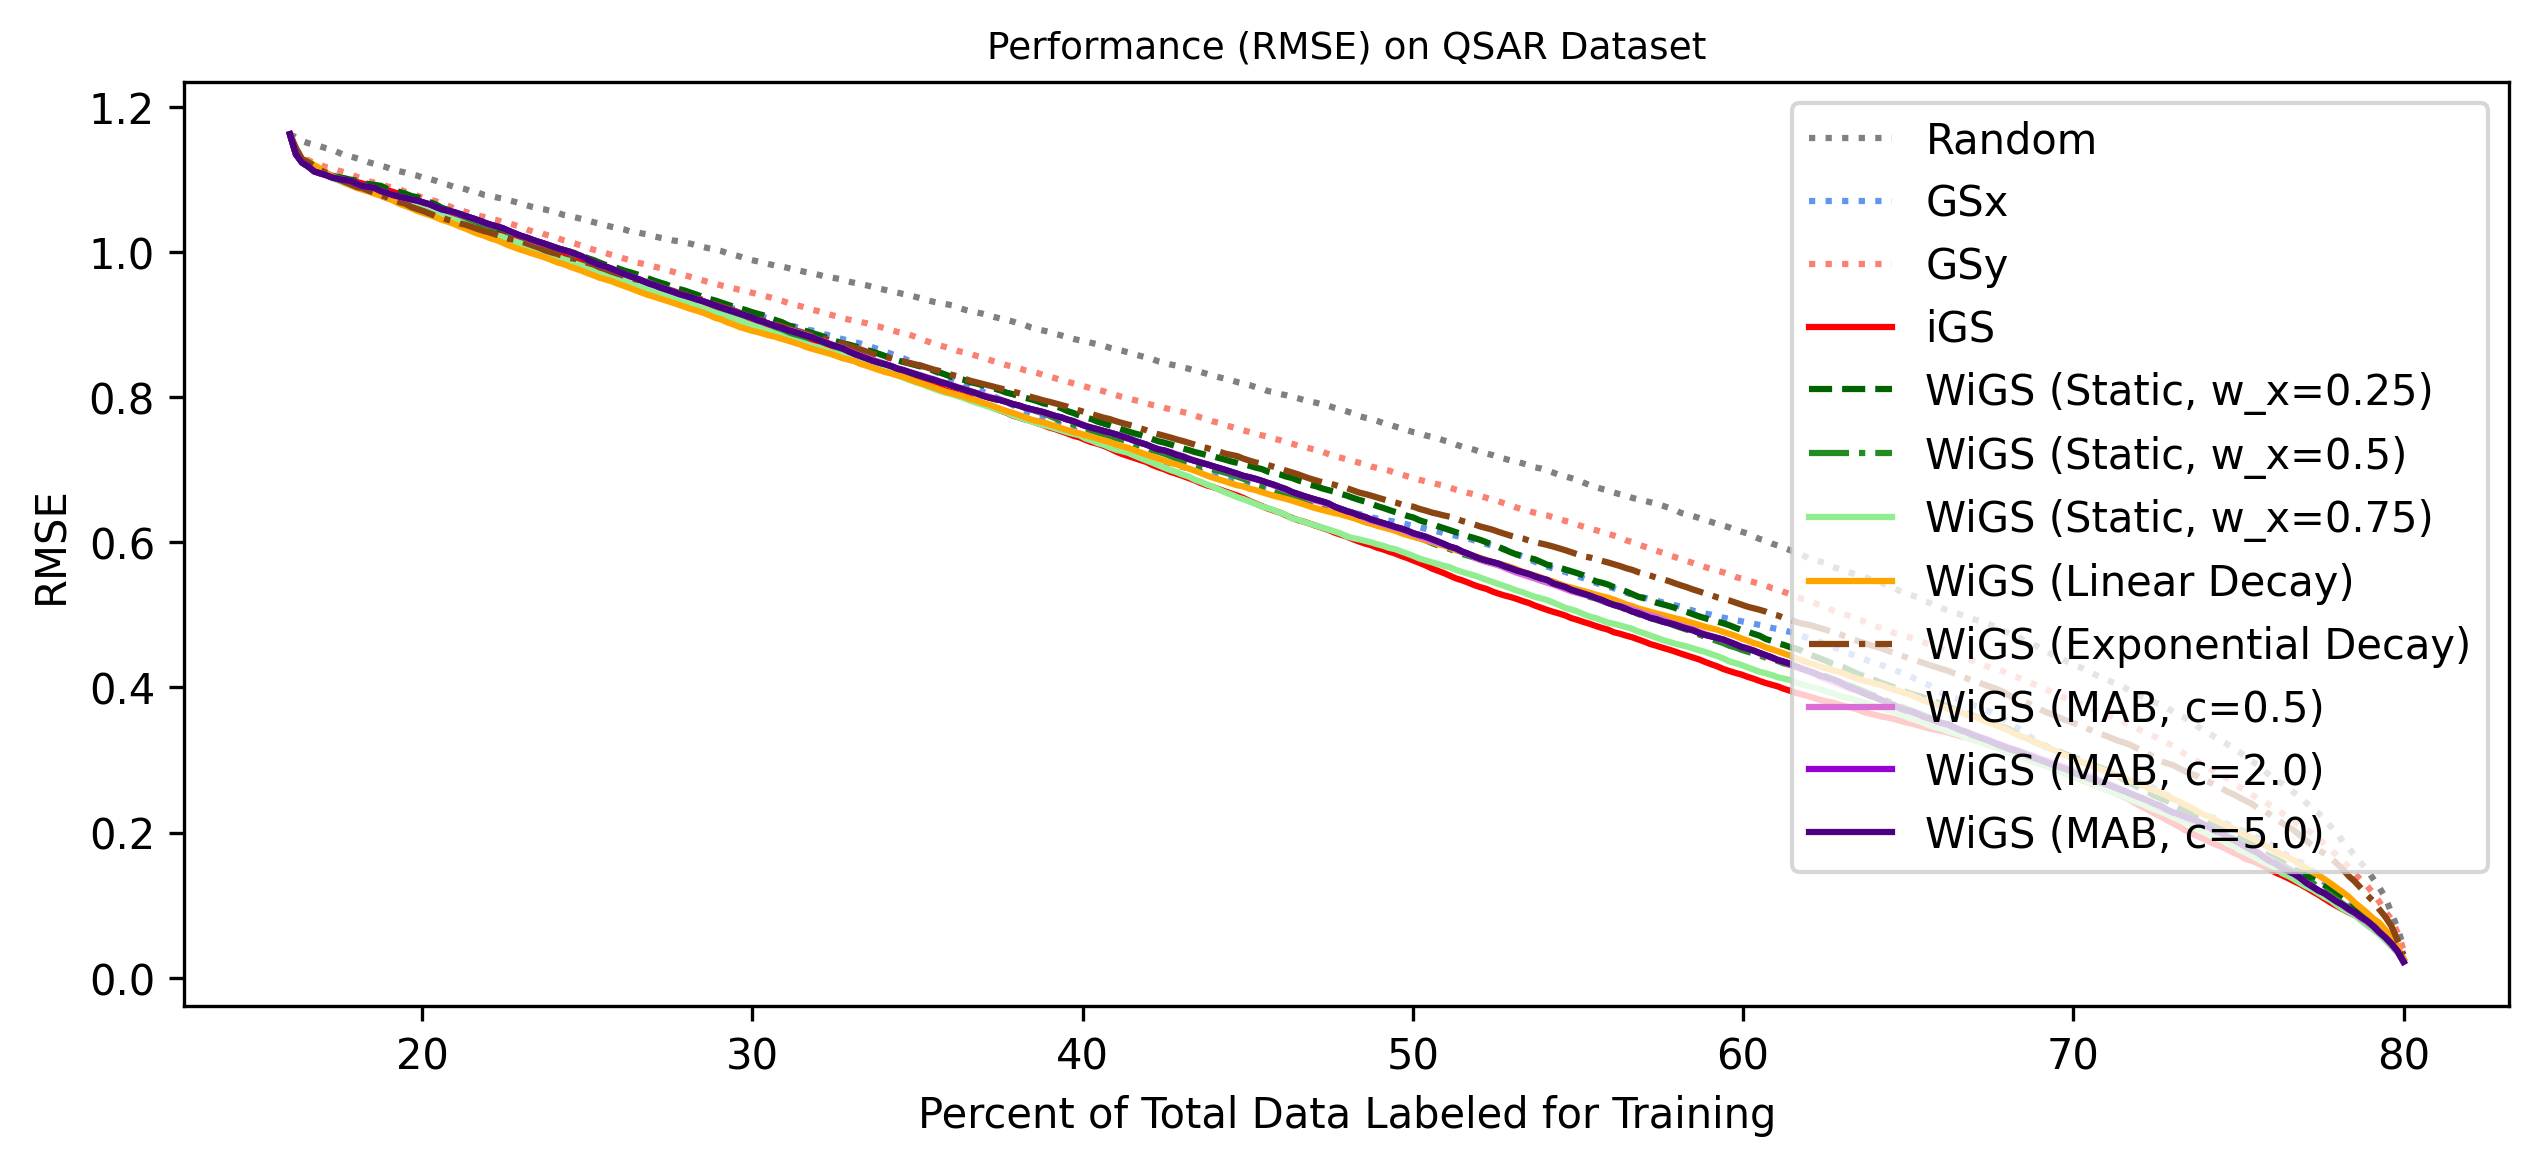 Performance (RMSE) on QSAR Dataset
RMSE
1.2
1.0
0.8
0.6
0.4
0.2
0.0
Random
GSx
GSy
iGS
WiGS (Static, w_x=0.25)
WiGS (Static, w_x=0.5)
WiGS (Static, w_x=0.75)
WiGS (Linear Decay)
WiGS (Exponential Decay)
WiGS (MAB, c=0.5)
WiGS (MAB, c=2.0)
WiGS (MAB, c=5.0)
20 30 40 50 60 70 80
Percent of Total Data Labeled for Training